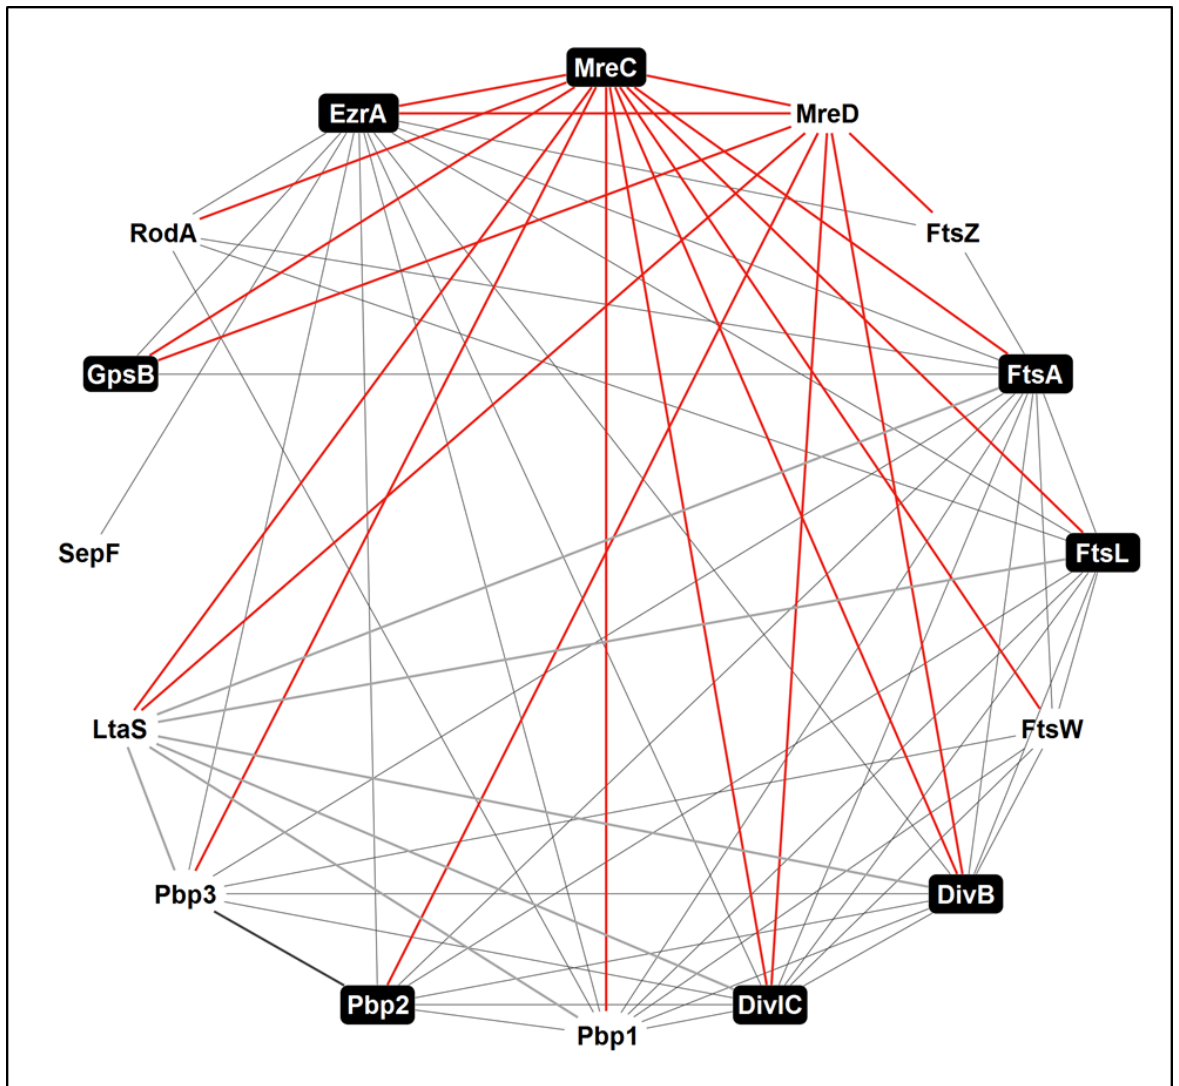 MreC
EzrA
MreD
RodA
FtsZ
GpsB
FtsA
SepF
FtsL
LtaS
FtsW
Pbp3
DivB
Pbp2
DivIC
Pbp1